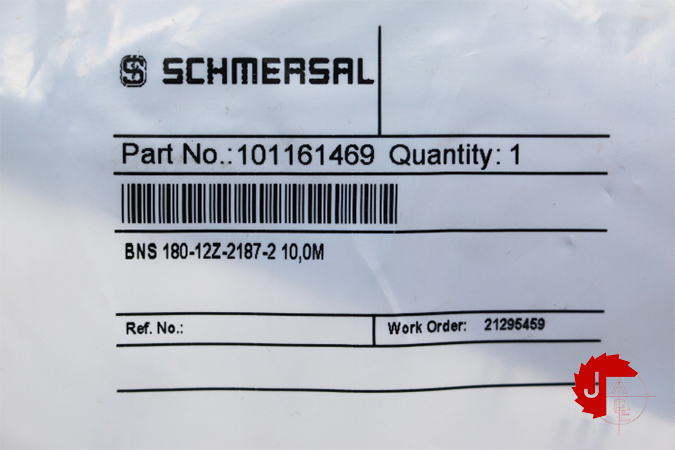 SCHMERSAL
Part No.:101161469 Quantity: 1
BNS 180-12Z-2187-2 10,0M
Ref. No.: Work Order: 21295459
J